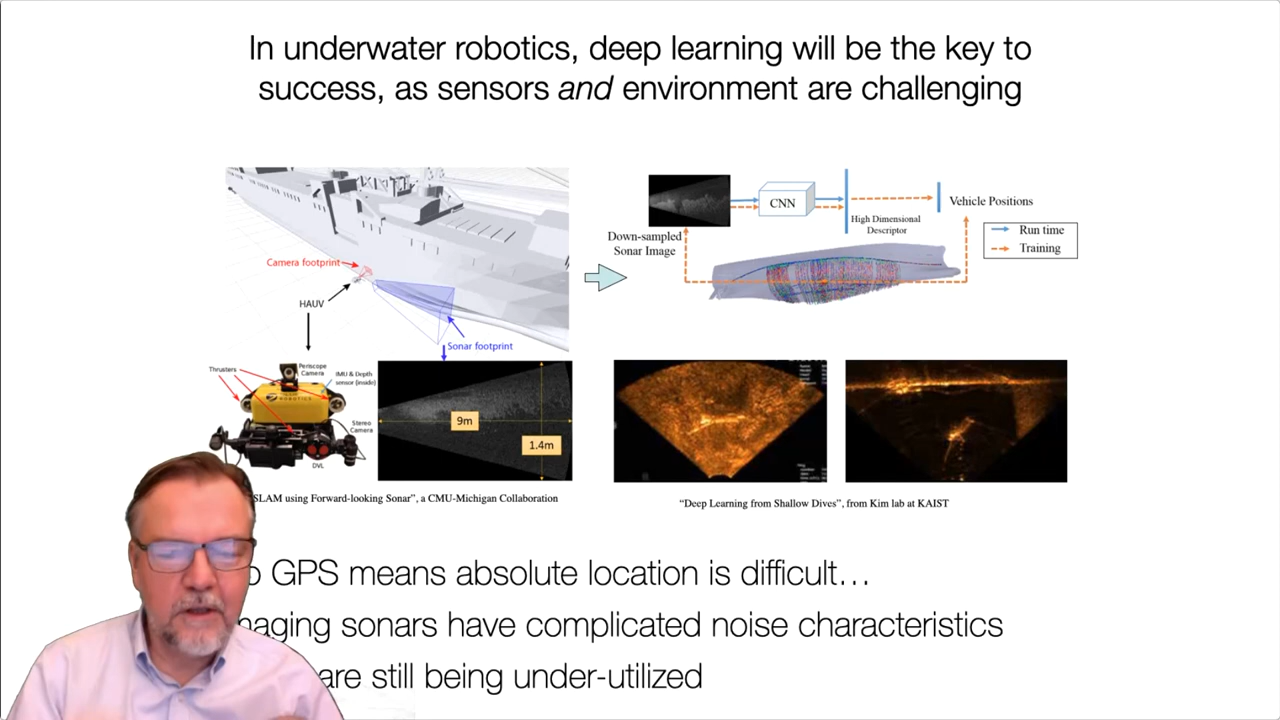 In underwater robotics, deep learning will be the key to
success, as sensors and environment are challenging
Camera footprint
HAUV
Sonar footprint
Thrusters
Periscope
Camera
IMU & Depth
sensor (inside)
ROBOTICS
Stereo
Camera
DVL
9m
1.4m
SLAM using Forward-looking Sonar", a CMU-Michigan Collaboration
Down-sampled
Sonar Image
CNN
High Dimensional
Descriptor
Vehicle Positions
Run time
Training
"Deep Learning from Shallow Dives", from Kim lab at KAIST
GPS means absolute location is difficult…
sonars have complicated noise characteristics
are still being under-utilized